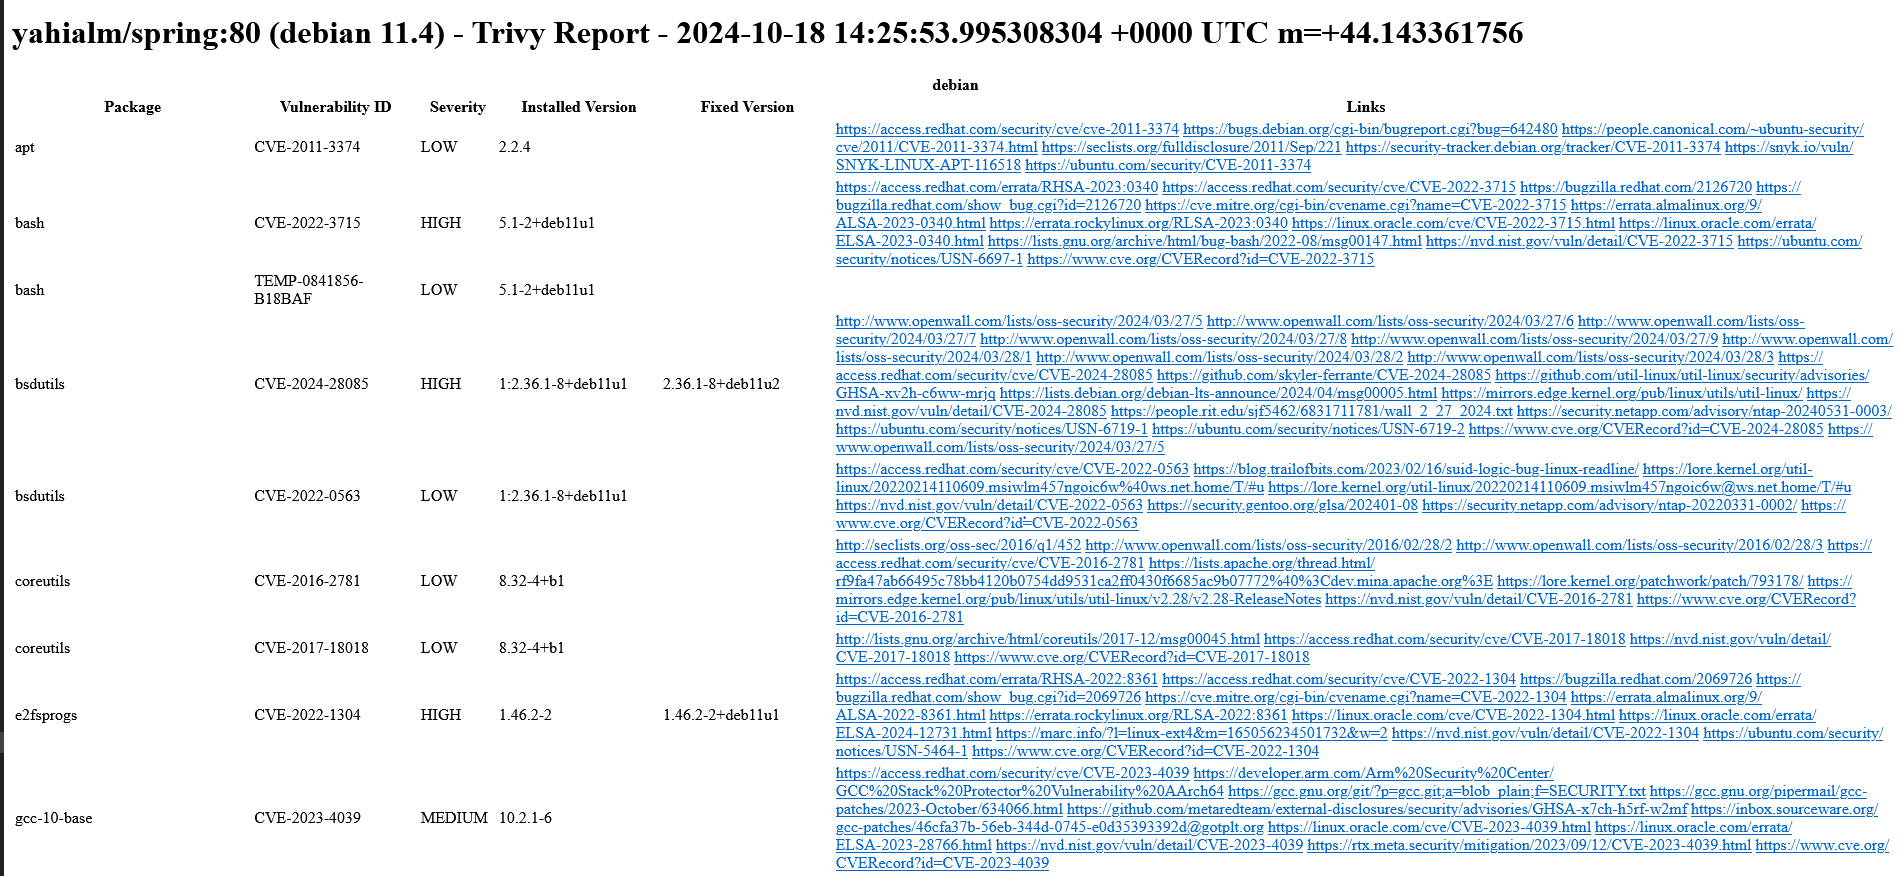 yahialm/spring:80 (debian 11.4) - Trivy Report - 2024-10-18 14:25:53.995308304 +0000 UTC m=+44.143361756
debian
Package Vulnerability ID Severity Installed Version Fixed Version Links
https://access.redhat.com/security/cve/cve-2011-3374 https://bugs.debian.org/cgi-bin/bugreport.cgi?bug=642480 https://people.canonical.com/~ubuntu-security/
apt CVE-2011-3374 LOW 2.2.4 cve/2011/CVE-2011-3374.html https://seclists.org/fulldisclosure/2011/Sep/221 https://security-tracker.debian.org/tracker/CVE-2011-3374 https://snyk.io/vuln/
SNYK-LINUX-APT-116518 https://ubuntu.com/security/CVE-2011-3374
https://access.redhat.com/errata/RHSA-2023:0340 https://access.redhat.com/security/cve/CVE-2022-3715 https://bugzilla.redhat.com/2126720 https://
bugzilla.redhat.com/show_bug.cgi?id=2126720 https://cve.mitre.org/cgi-bin/cvename.cgi?name=CVE-2022-3715 https://errata.almalinux.org/9/
bash CVE-2022-3715 HIGH 5.1-2+deb11u1 ALSA-2023-0340.html https://errata.rockylinux.org/RLSA-2023:0340 https://linux.oracle.com/cve/CVE-2022-3715.html https://linux.oracle.com/errata/
ELSA-2023-0340.html https://lists.gnu.org/archive/html/bug-bash/2022-08/msg00147.html https://nvd.nist.gov/vuln/detail/CVE-2022-3715 https://ubuntu.com/
security/notices/USN-6697-1 https://www.cve.org/CVERecord?id=CVE-2022-3715
bash TEMP-0841856- LOW 5.1-2+deb11u1
B18BAF
http://www.openwall.com/lists/oss-security/2024/03/27/5 http://www.openwall.com/lists/oss-security/2024/03/27/6 http://www.openwall.com/lists/oss-
security/2024/03/27/7 http://www.openwall.com/lists/oss-security/2024/03/27/8 http://www.openwall.com/lists/oss-security/2024/03/27/9 http://www.openwall.com/
lists/oss-security/2024/03/28/1 http://www.openwall.com/lists/oss-security/2024/03/28/2 http://www.openwall.com/lists/oss-security/2024/03/28/3 https://
access.redhat.com/security/cve/CVE-2024-28085 https://github.com/skyler-ferrante/CVE-2024-28085 https://github.com/util-linux/util-linux/security/advisories/
bsdutils CVE-2024-28085 HIGH 1:2.36.1-8+deb11u1 2.36.1-8+deb11u2 GHSA-xv2h-c6ww-mrjq https://lists.debian.org/debian-lts-announce/2024/04/msg00005.html https://mirrors.edge.kernel.org/pub/linux/utils/util-linux/ https://
nvd.nist.gov/vuln/detail/CVE-2024-28085 https://people.rit.edu/sjf5462/6831711781/wall_2_27_2024.txt https://security.netapp.com/advisory/ntap-20240531-0003/
https://ubuntu.com/security/notices/USN-6719-1 https://ubuntu.com/security/notices/USN-6719-2 https://www.cve.org/CVERecord?id=CVE-2024-28085 https://
www.openwall.com/lists/oss-security/2024/03/27/5
https://access.redhat.com/security/cve/CVE-2022-0563 https://blog.trailofbits.com/2023/02/16/suid-logic-bug-linux-readline/ https://lore.kernel.org/util-
bsdutils CVE-2022-0563 LOW 1:2.36.1-8+deb11u1 linux/20220214110609.msiwlm457ngoic6w%40ws.net.home/T/#u https://lore.kernel.org/util-linux/20220214110609.msiwlm457ngoic6w@ws.net.home/T/#u
https://nvd.nist.gov/vuln/detail/CVE-2022-0563 https://security.gentoo.org/glsa/202401-08 https://security.netapp.com/advisory/ntap-20220331-0002/ https://
www.cve.org/CVERecord?id=CVE-2022-0563
http://seclists.org/oss-sec/2016/q1/452 http://www.openwall.com/lists/oss-security/2016/02/28/2 http://www.openwall.com/lists/oss-security/2016/02/28/3 https://
access.redhat.com/security/cve/CVE-2016-2781 https://lists.apache.org/thread.html/
coreutils CVE-2016-2781 LOW 8.32-4+b1 rf9fa47ab66495c78bb4120b0754dd9531ca2ff0430f6685ac9b07772%40%3Cdev.mina.apache.org%3E https://lore.kernel.org/patchwork/patch/793178/ https://
mirrors.edge.kernel.org/pub/linux/utils/util-linux/v2.28/v2.28-ReleaseNotes https://nvd.nist.gov/vuln/detail/CVE-2016-2781 https://www.cve.org/CVERecord?
id=CVE-2016-2781
coreutils CVE-2017-18018 LOW 8.32-4+b1 http://lists.gnu.org/archive/html/coreutils/2017-12/msg00045.html https://access.redhat.com/security/cve/CVE-2017-18018 https://nvd.nist.gov/vuln/detail/
CVE-2017-18018 https://www.cve.org/CVERecord?id=CVE-2017-18018
https://access.redhat.com/errata/RHSA-2022:8361 https://access.redhat.com/security/cve/CVE-2022-1304 https://bugzilla.redhat.com/2069726 https://
bugzilla.redhat.com/show_bug.cgi?id=2069726 https://cve.mitre.org/cgi-bin/cvename.cgi?name=CVE-2022-1304 https://errata.almalinux.org/9/
e2fsprogs CVE-2022-1304 HIGH 1.46.2-2 1.46.2-2+deb11u1 ALSA-2022-8361.html https://errata.rockylinux.org/RLSA-2022:8361 https://linux.oracle.com/cve/CVE-2022-1304.html https://linux.oracle.com/errata/
ELSA-2024-12731.html https://marc.info/?l=linux-ext4&m=165056234501732&w=2 https://nvd.nist.gov/vuln/detail/CVE-2022-1304 https://ubuntu.com/security/
notices/USN-5464-1 https://www.cve.org/CVERecord?id=CVE-2022-1304
https://access.redhat.com/security/cve/CVE-2023-4039 https://developer.arm.com/Arm%20Security%20Center/
GCC%20Stack%20Protector%20Vulnerability%20AArch64 https://gcc.gnu.org/git/?p=gcc.git;a=blob_plain;f=SECURITY.txt https://gcc.gnu.org/pipermail/gcc-
gcc-10-base CVE-2023-4039 MEDIUM 10.2.1-6 patches/2023-October/634066.html https://github.com/metaredteam/external-disclosures/security/advisories/GHSA-x7ch-h5rf-w2mf https://inbox.sourceware.org/
gcc-patches/46cfa37b-56eb-344d-0745-e0d35393392d@gotplt.org https://linux.oracle.com/cve/CVE-2023-4039.html https://linux.oracle.com/errata/
ELSA-2023-28766.html https://nvd.nist.gov/vuln/detail/CVE-2023-4039 https://rtx.meta.security/mitigation/2023/09/12/CVE-2023-4039.html https://www.cve.org/
CVERecord?id=CVE-2023-4039